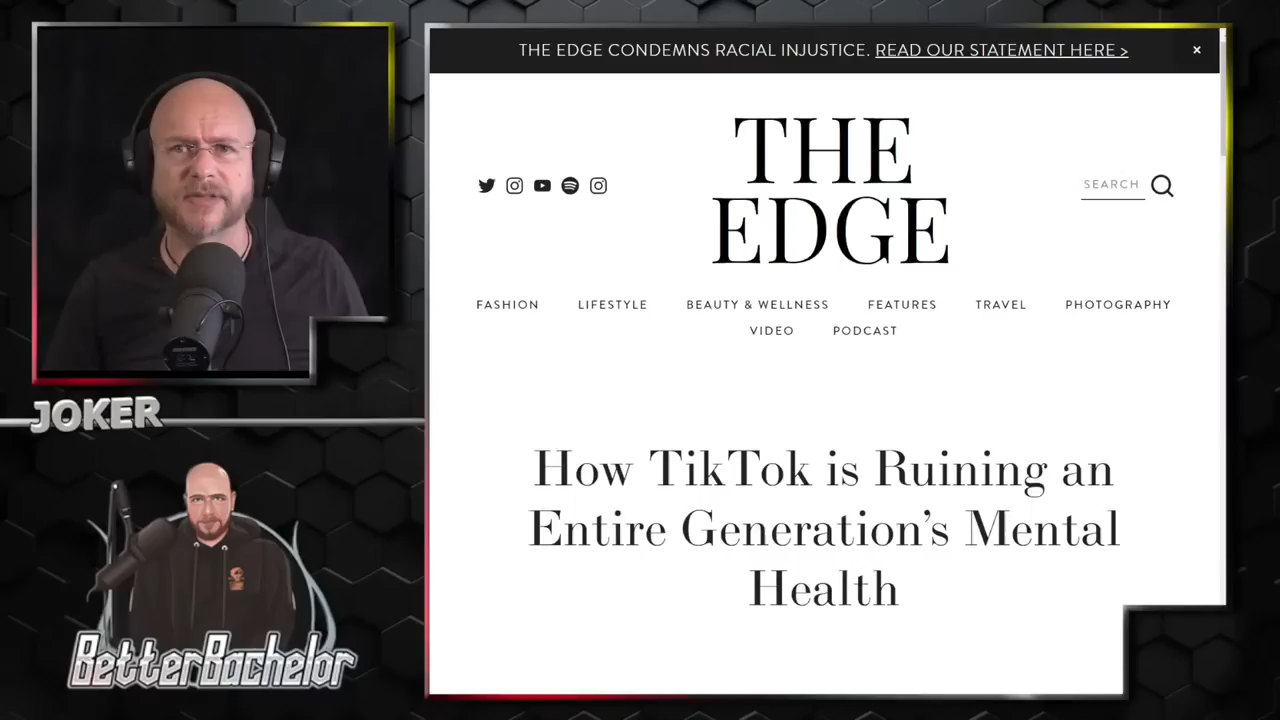 THE EDGE CONDEMNS RACIAL INJUSTICE. READ OUR STATEMENT HERE >
THE
EDGE
SEARCH
FASHION LIFESTYLE BEAUTY & WELLNESS FEATURES TRAVEL PHOTOGRAPHY
VIDEO PODCAST
How TikTok is Ruining an
Entire Generation’s Mental
Health
JOKER
BetterBachelor